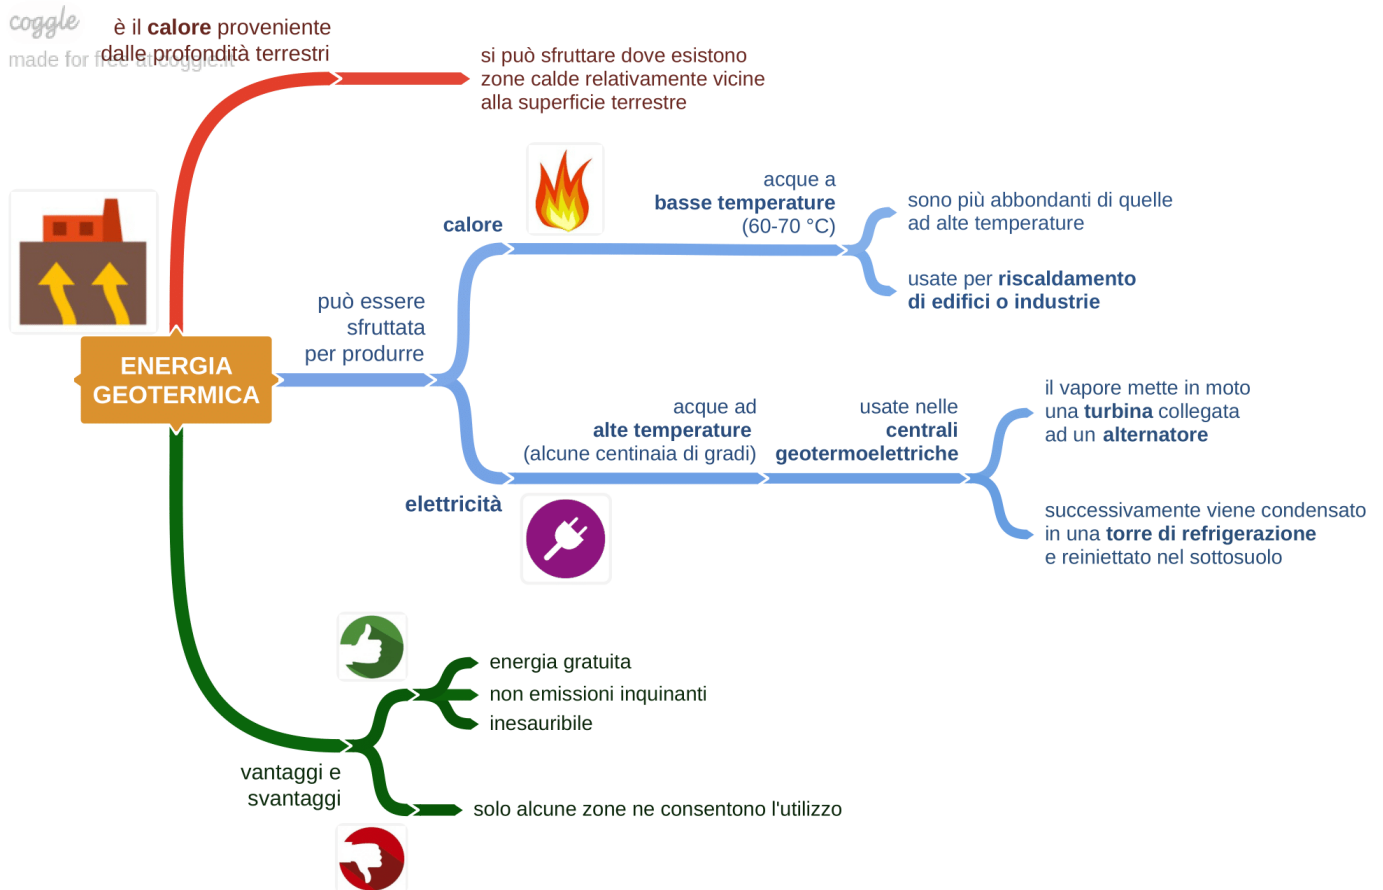 coggle
made for free at coggle.it
è il calore proveniente
dalle profondità terrestri
si può sfruttare dove esistono
zone calde relativamente vicine
alla superficie terrestre
ENERGIA
GEOTERMICA
può essere
sfruttata
per produrre
calore
acque a
basse temperature
(60-70 °C)
sono più abbondanti di quelle
ad alte temperature
usate per riscaldamento
di edifici o industrie
elettricità
acque ad
alte temperature
(alcune centinaia di gradi)
usate nelle
centrali
geotermoelettriche
il vapore mette in moto
una turbina collegata
ad un alternatore
successivamente viene condensato
in una torre di refrigerazione
e reiniettato nel sottosuolo
vantaggi e
svantaggi
energia gratuita
non emissioni inquinanti
inesauribile
solo alcune zone ne consentono l'utilizzo